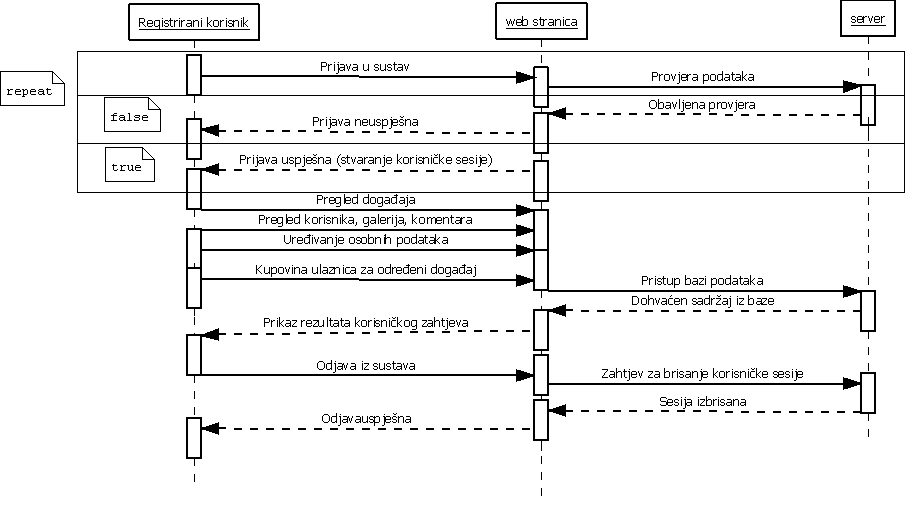 Registrirani korisnik
web stranica
server
Prijava u sustav
Provjera podataka
repeat
Obavljena provjera
false
Prijava neuspješna
Prijava uspješna (stvaranje korisničke sesije)
true
Pregled događaja
Pregled korisnika, galerija, komentara
Uređivanje osobnih podataka
Kupovina ulaznica za određeni događaj
Pristup bazi podataka
Dohvaćen sadržaj iz baze
Prikaz rezultata korisničkog zahtjeva
Odjava iz sustava
Zahtjev za brisanje korisničke sesije
Sesija izbrisana
Odjavauspješna